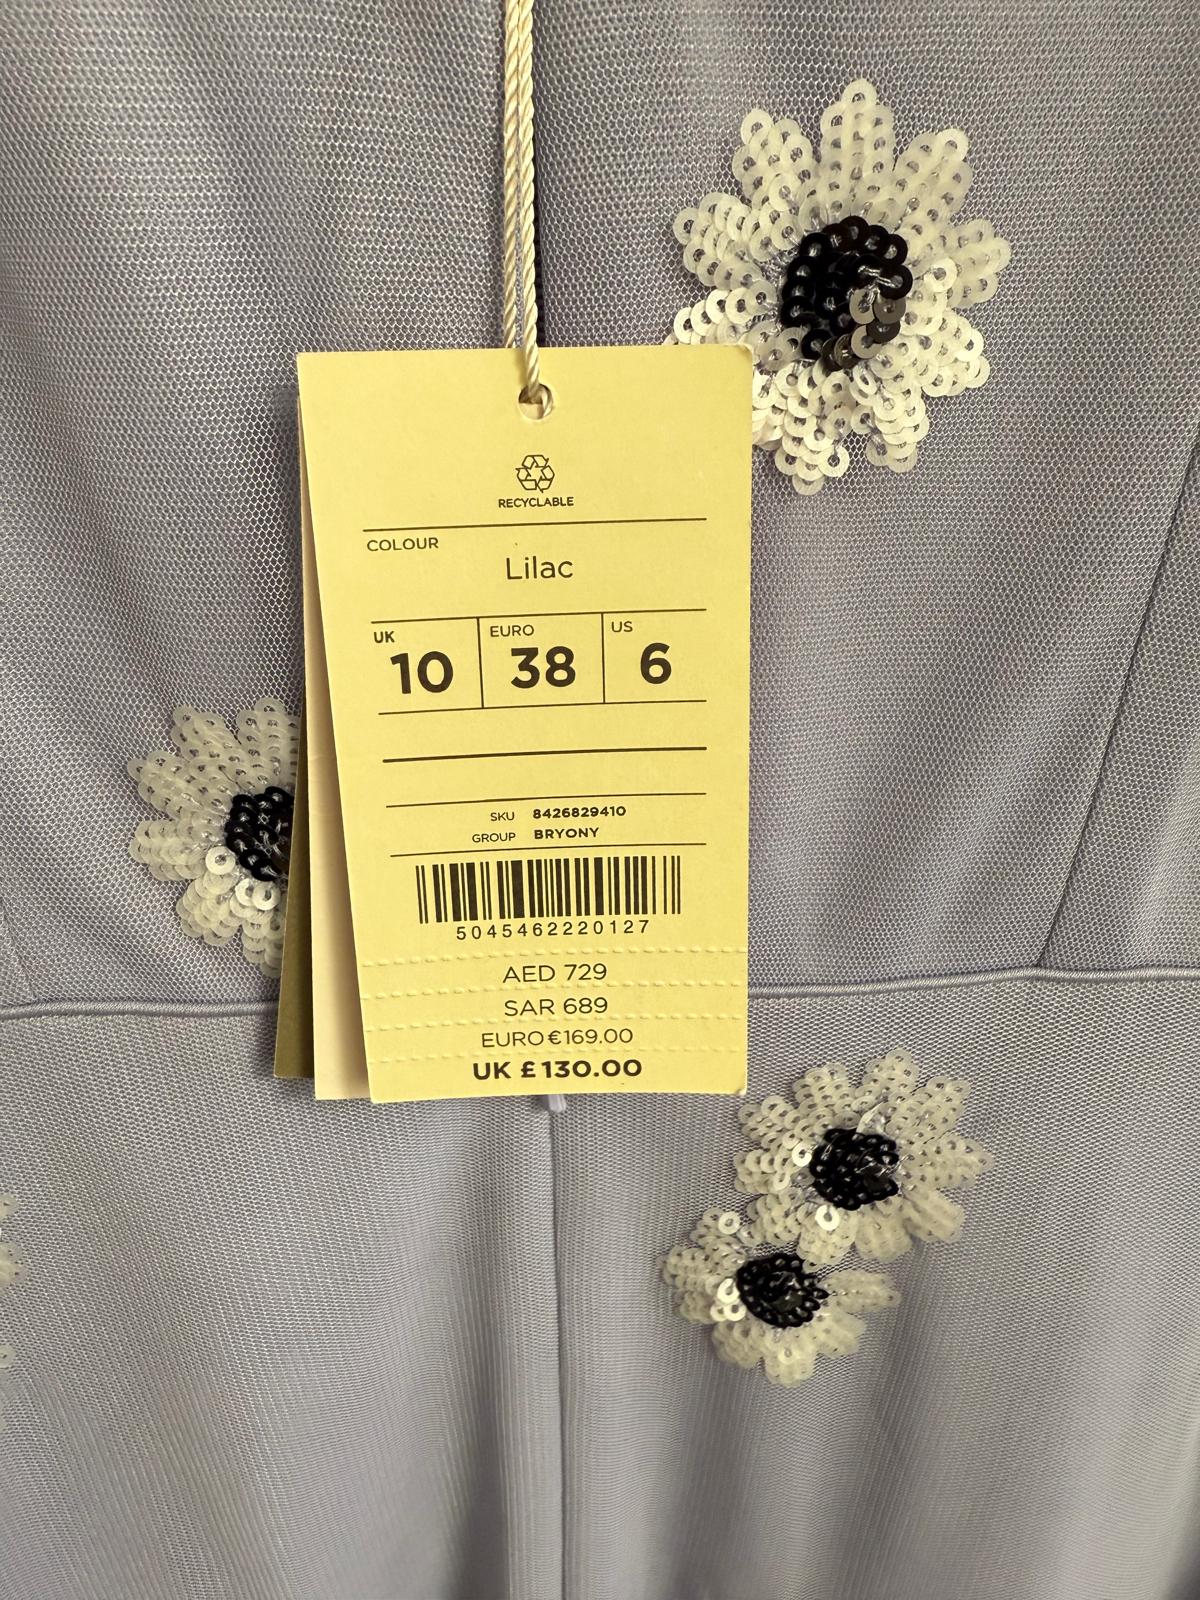 RECYCLABLE
COLOUR
Lilac
UK EURO US
10 38 6
SKU 8426829410
GROUP BRYONY
5045462220127
AED 729
SAR 689
EURO €169.00
UK £130.00